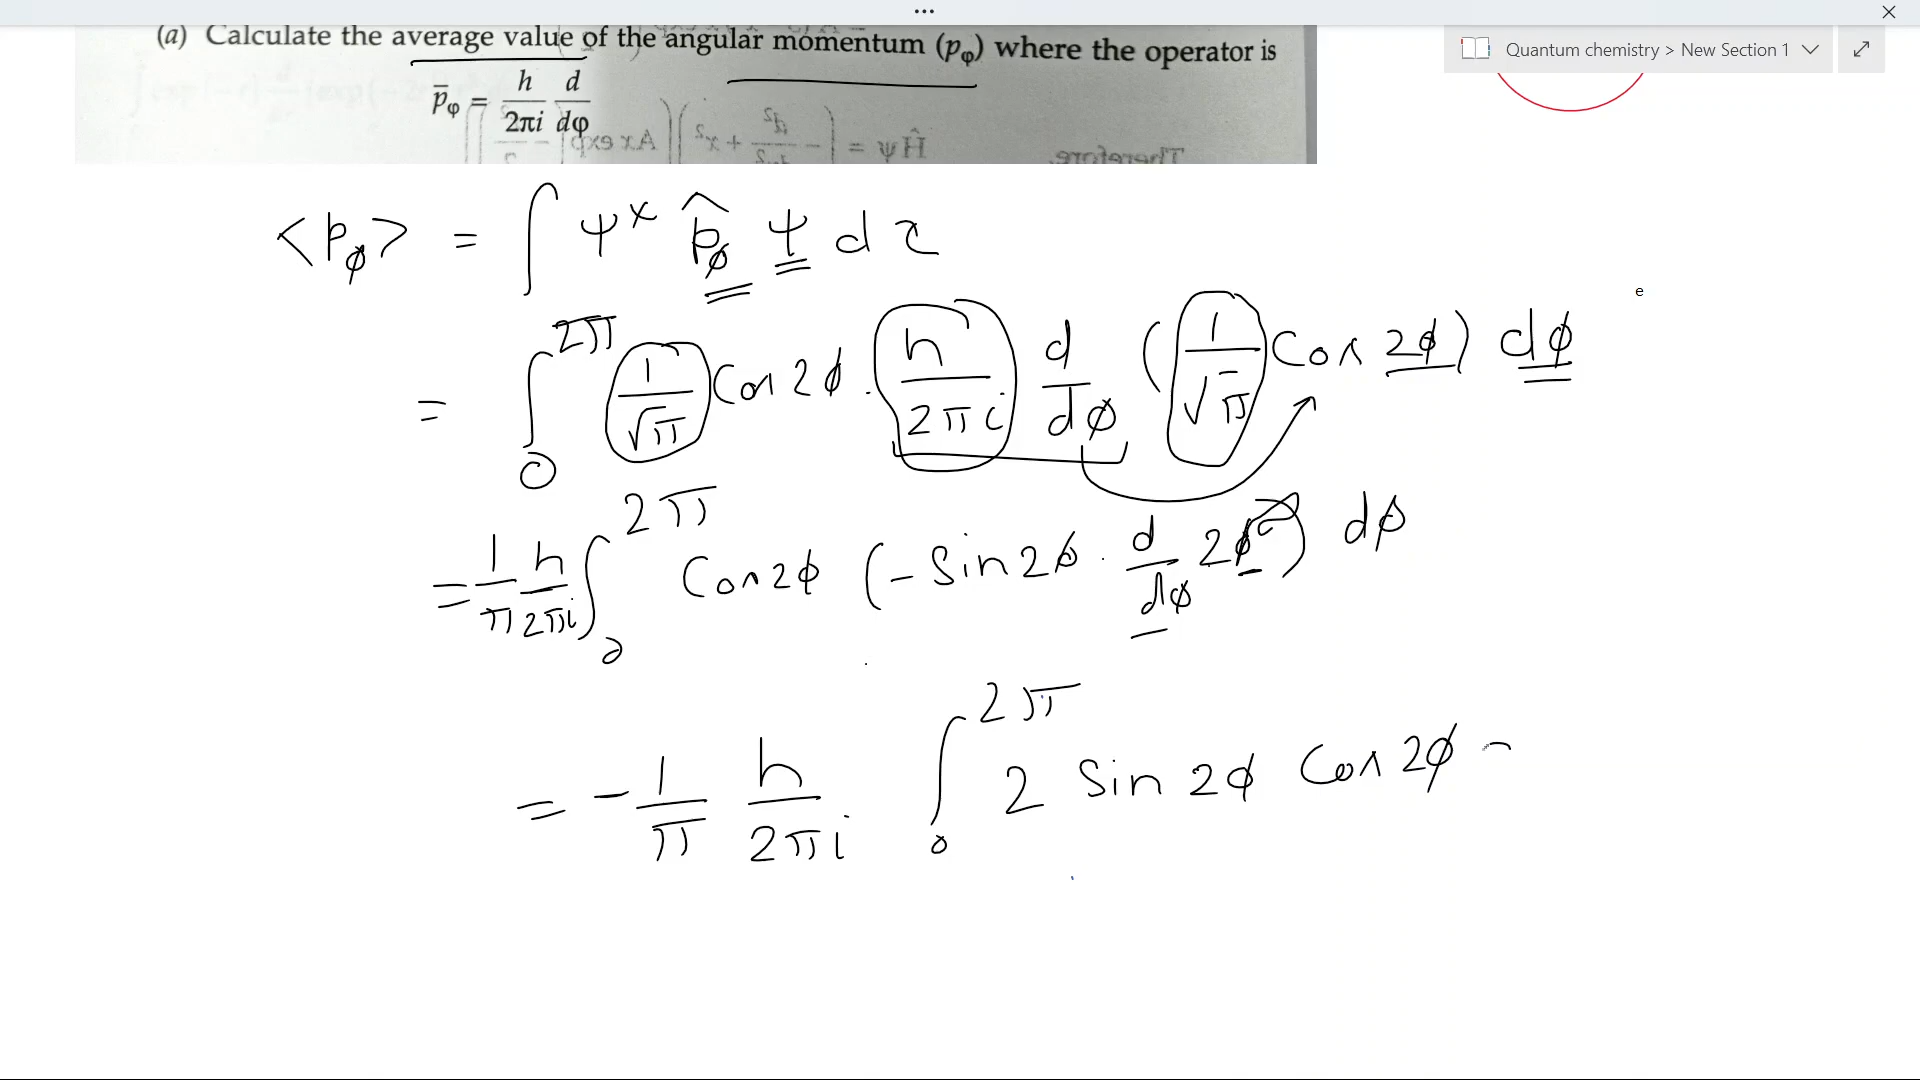 Quantum chemistry > New Section 1
(a) Calculate the average value of the angular momentum (pφ) where the operator is
p̄φ = h/2πi d/dφ
<pϕ> = ∫ ψ* p̂ϕ ψ dτ
e
= ∫₀^2π 1/√π Cos 2ϕ . h/2πi d/dϕ (1/√π Cos 2ϕ) dϕ
= 1/π h/2πi ∫₀^2π Cos 2ϕ (- Sin 2ϕ . d/dϕ 2ϕ) dϕ
= - 1/π h/2πi ∫₀^2π 2 Sin 2ϕ Cos 2ϕ